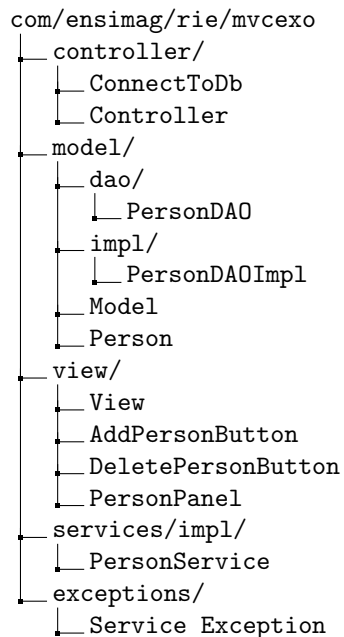 com/ensimag/rie/mvcexo
controller/
ConnectToDb
Controller
model/
dao/
PersonDAO
impl/
PersonDAOImpl
Model
Person
view/
View
AddPersonButton
DeletePersonButton
PersonPanel
services/impl/
PersonService
exceptions/
Service Exception